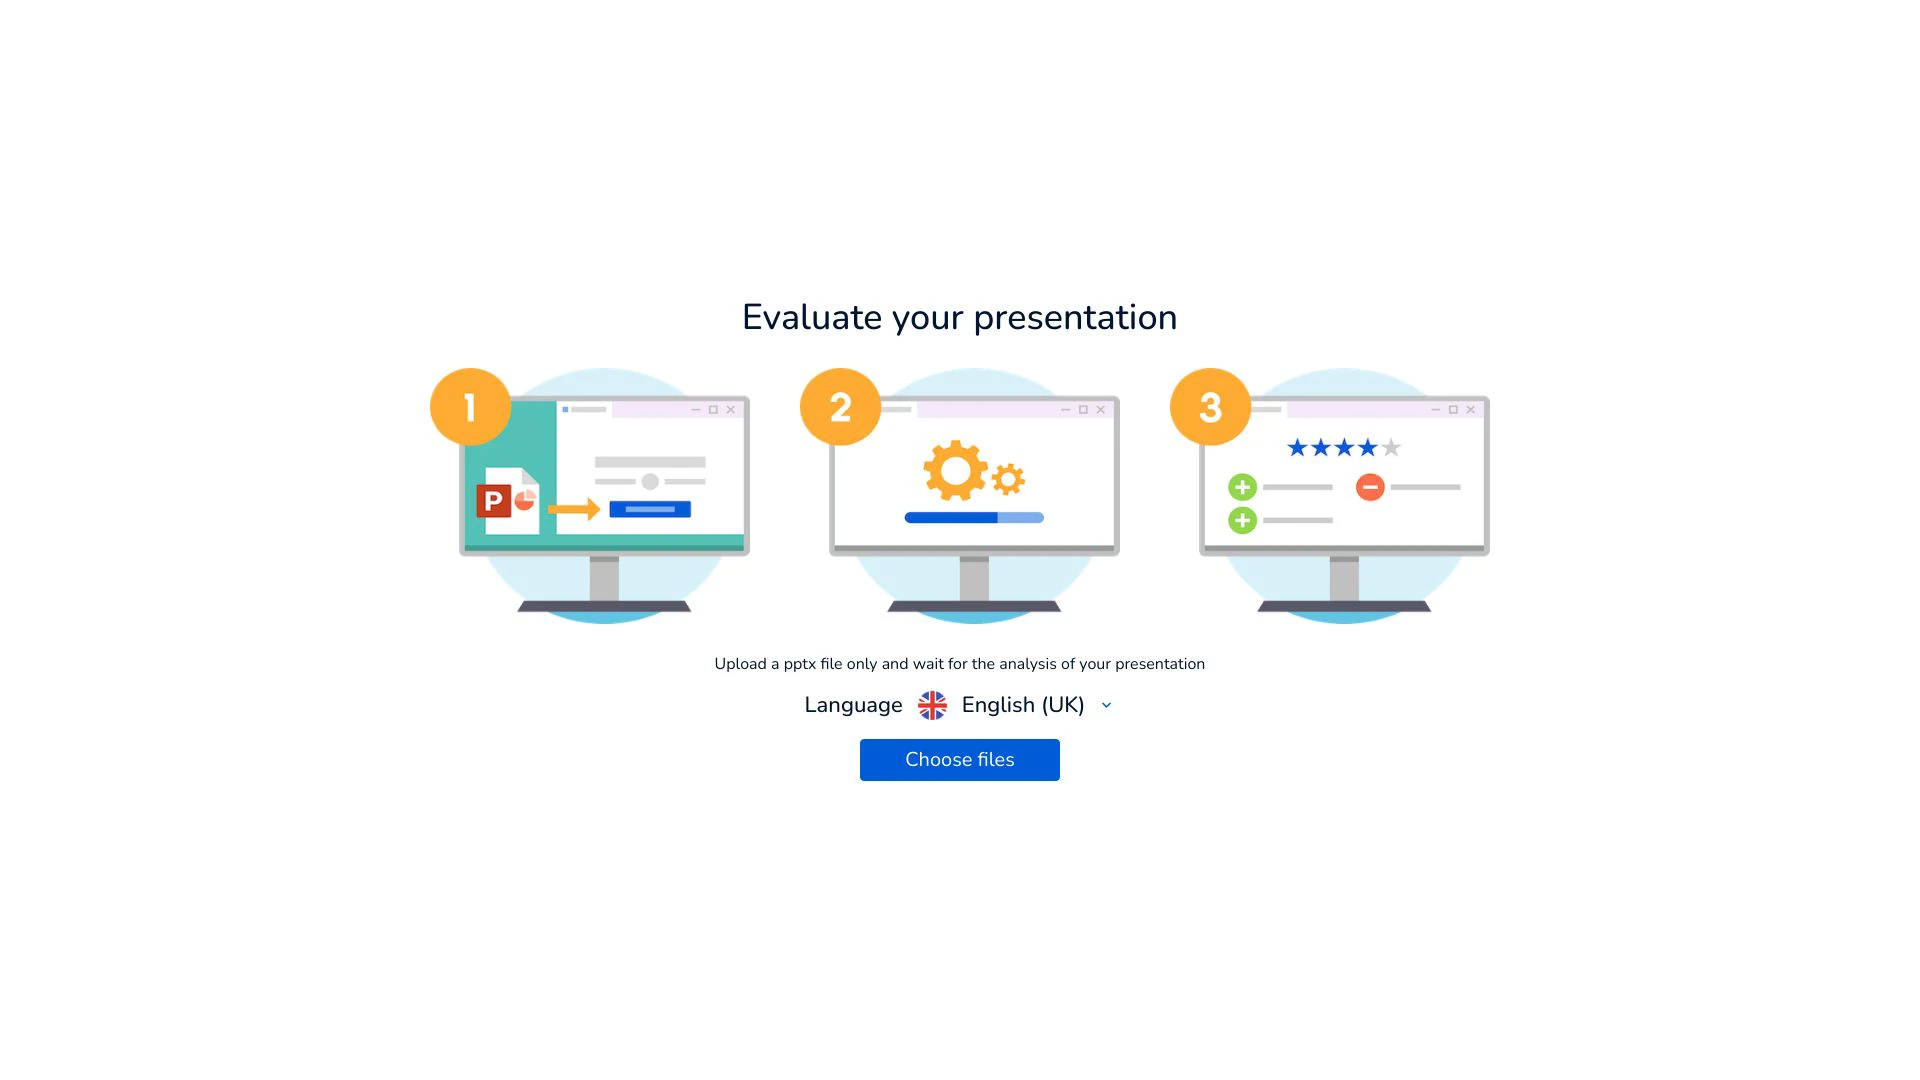 Evaluate your presentation
1
2
3
P
Upload a pptx file only and wait for the analysis of your presentation
Language English (UK)
Choose files